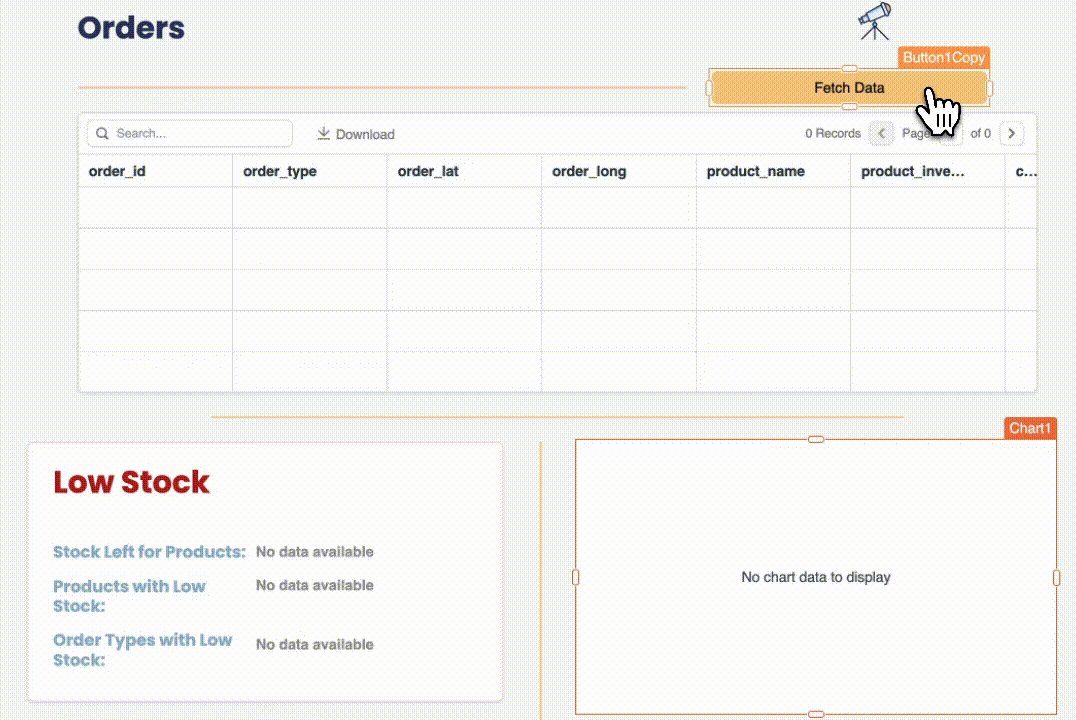 Orders
Button1Copy
Fetch Data
Search...
Download
0 Records
of 0
order_id
order_type
order_lat
order_long
product_name
product_inve...
c...
Chart1
Low Stock
Stock Left for Products:
No data available
Products with Low
Stock:
No data available
Order Types with Low
Stock:
No data available
No chart data to display